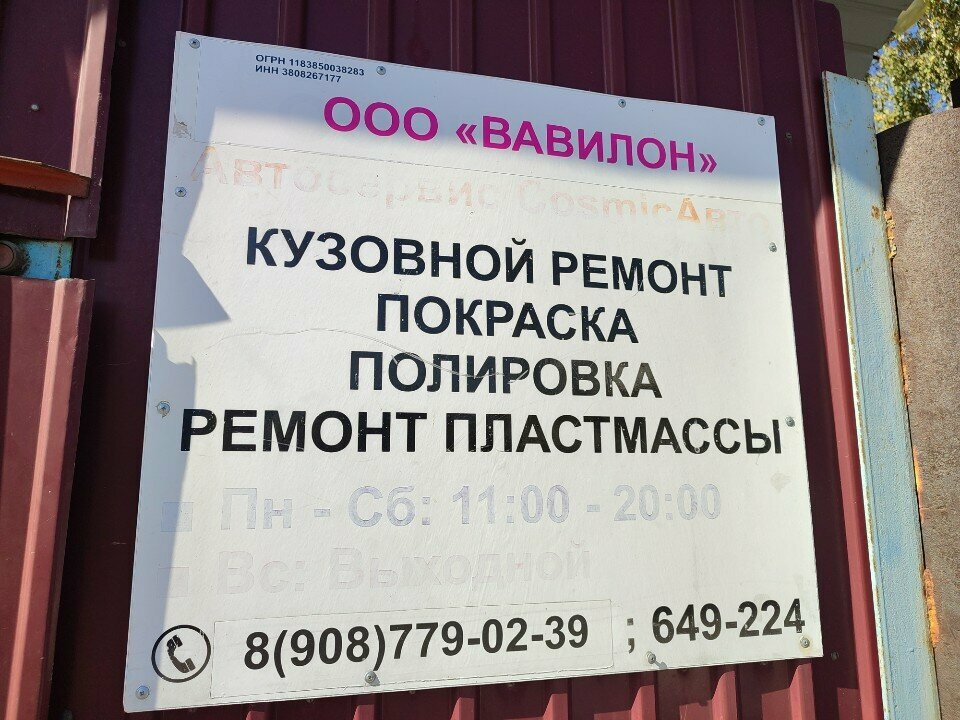 ОГРН 1183850038283
ИНН 3808267177
ООО «ВАВИЛОН»
Автосервис CosmicАвто
КУЗОВНОЙ РЕМОНТ
ПОКРАСКА
ПОЛИРОВКА
РЕМОНТ ПЛАСТМАССЫ
Пн - Сб: 11:00 - 20:00
Вс: Выходной
8(908)779-02-39 ; 649-224